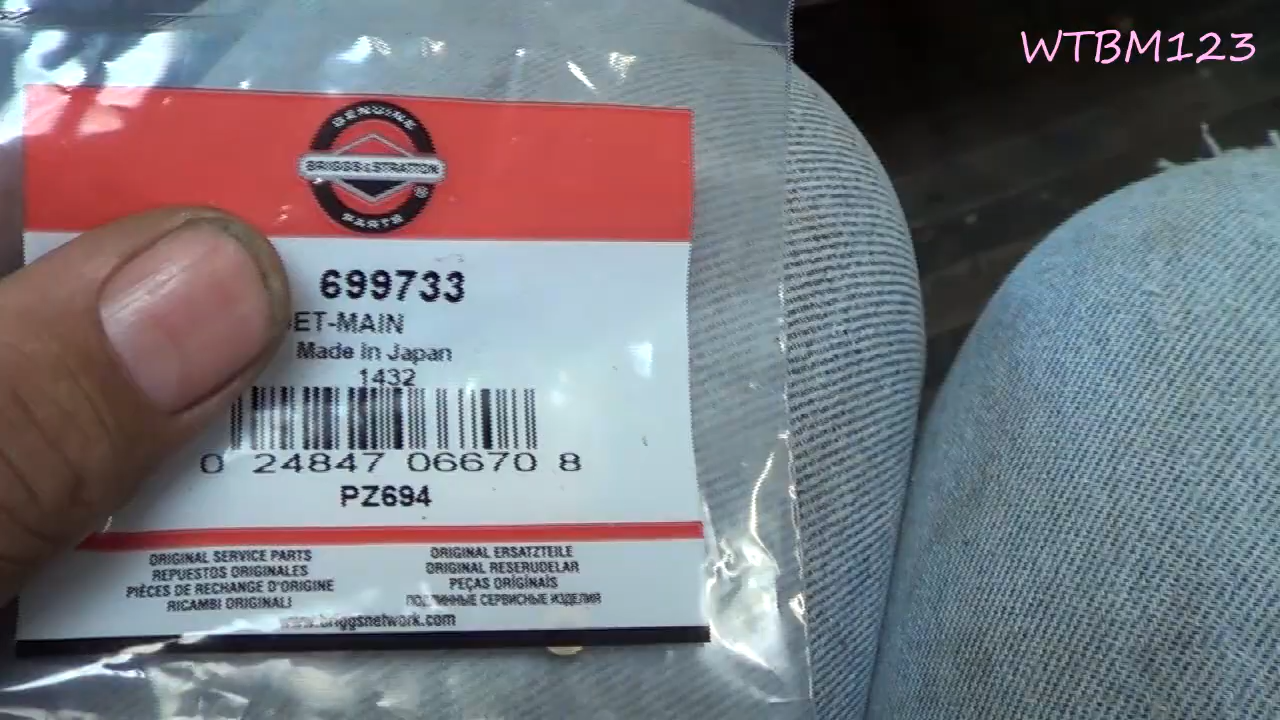 WTBM123
GENUINE
BRIGGS & STRATTON
®
PARTS
699733
ET-MAIN
Made in Japan
1432
0 24847 06670 8
PZ694
ORIGINAL SERVICE PARTS
REPUESTOS ORIGINALES
PIÈCES DE RECHANGE D'ORIGINE
RICAMBI ORIGINALI
ORIGINAL ERSATZTEILE
ORIGINAL RESERUDELAR
PEÇAS ORIGINAIS
ПОДЛИННЫЕ СЕРВИСНЫЕ ИЗДЕЛИЯ
www.briggsnetwork.com